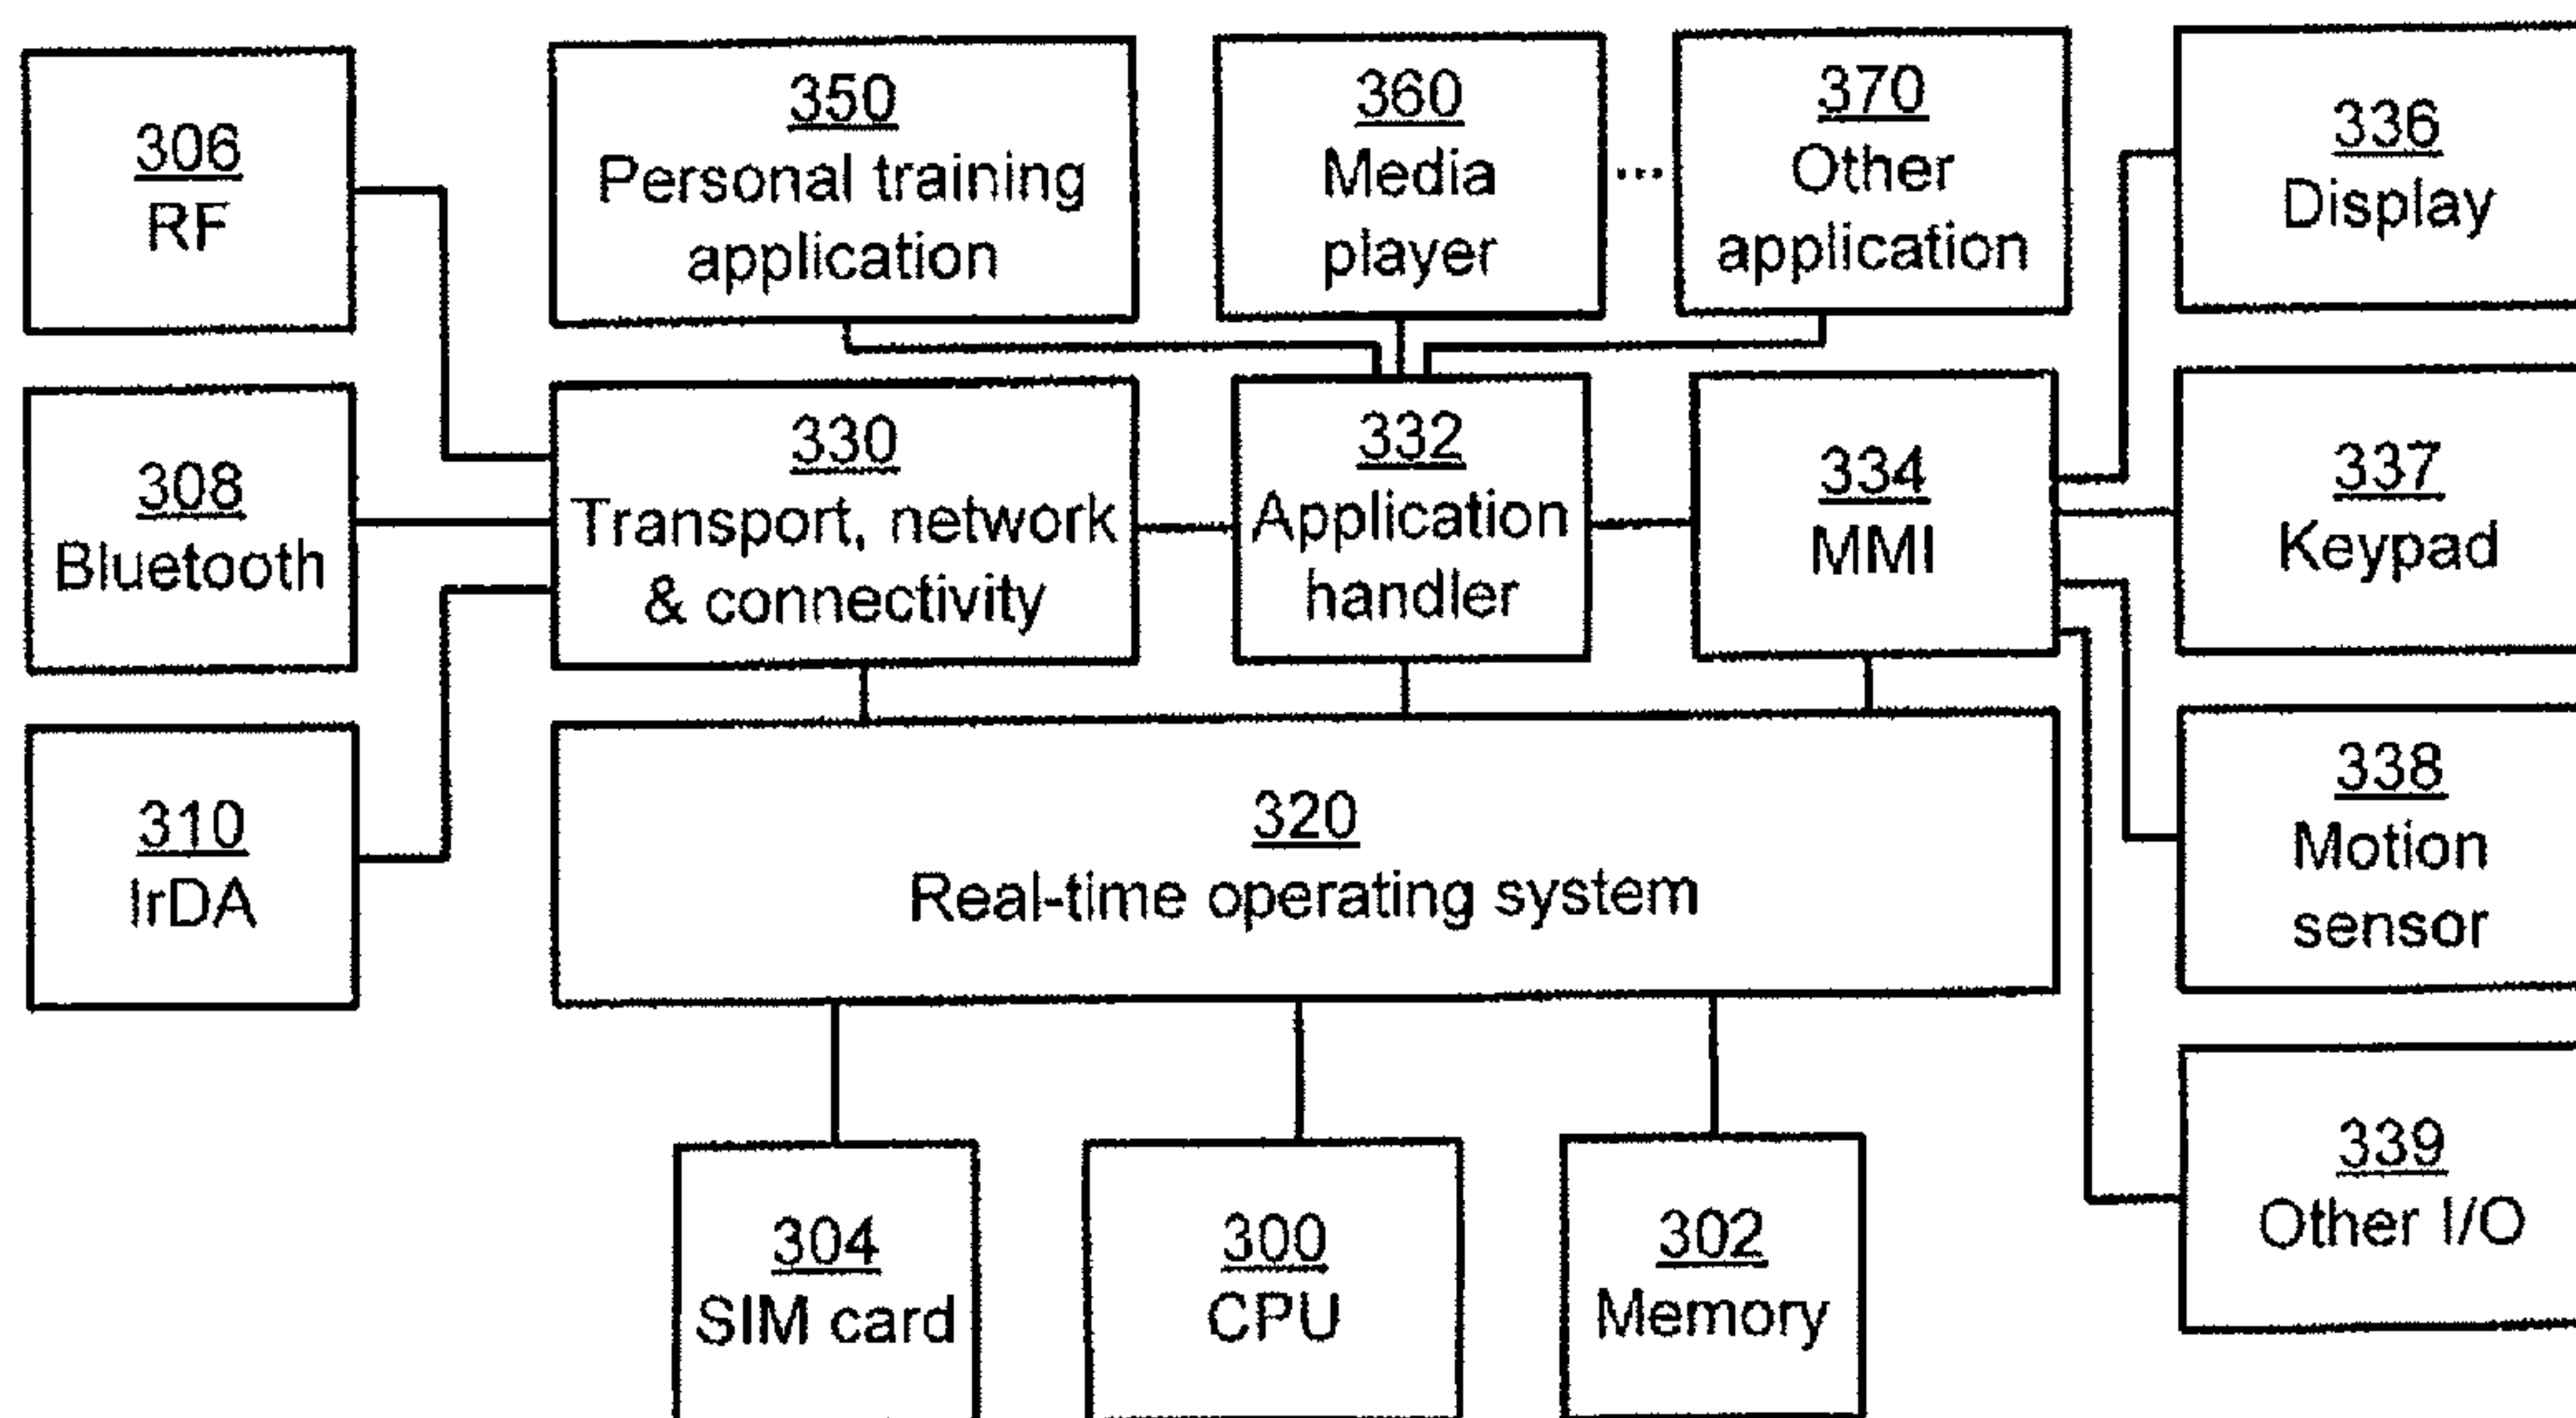 306
RF
350
Personal training
application
360
Media
player
...
370
Other
application
336
Display
308
Bluetooth
330
Transport, network
& connectivity
332
Application
handler
334
MMI
337
Keypad
310
IrDA
320
Real-time operating system
338
Motion
sensor
304
SIM card
300
CPU
302
Memory
339
Other I/O